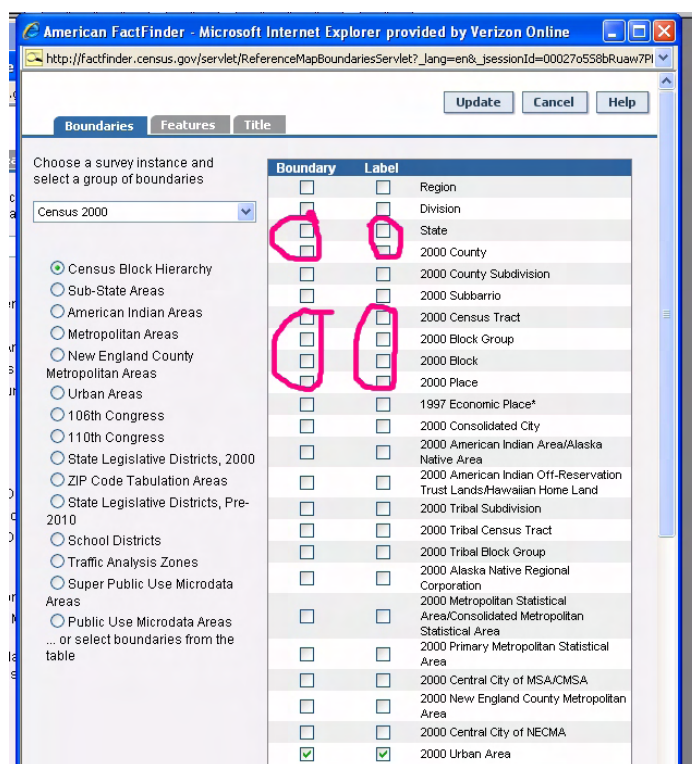 American FactFinder - Microsoft Internet Explorer provided by Verizon Online
http://factfinder.census.gov/servlet/ReferenceMapBoundariesServlet?_lang=en&_jsessionId=00027o5S8bRuaw7Pl
Update Cancel Help
Boundaries Features Title
Choose a survey instance and
select a group of boundaries
Census 2000
Census Block Hierarchy
Sub-State Areas
American Indian Areas
Metropolitan Areas
New England County
Metropolitan Areas
Urban Areas
106th Congress
110th Congress
State Legislative Districts, 2000
ZIP Code Tabulation Areas
State Legislative Districts, Pre-
2010
School Districts
Traffic Analysis Zones
Super Public Use Microdata
Areas
Public Use Microdata Areas
... or select boundaries from the
table
Boundary Label
Region
Division
State
2000 County
2000 County Subdivision
2000 Subbarrio
2000 Census Tract
2000 Block Group
2000 Block
2000 Place
1997 Economic Place*
2000 Consolidated City
2000 American Indian Area/Alaska
Native Area
2000 American Indian Off-Reservation
Trust Lands/Hawaiian Home Land
2000 Tribal Subdivision
2000 Tribal Census Tract
2000 Tribal Block Group
2000 Alaska Native Regional
Corporation
2000 Metropolitan Statistical
Area/Consolidated Metropolitan
Statistical Area
2000 Primary Metropolitan Statistical
Area
2000 Central City of MSA/CMSA
2000 New England County Metropolitan
Area
2000 Central City of NECMA
2000 Urban Area